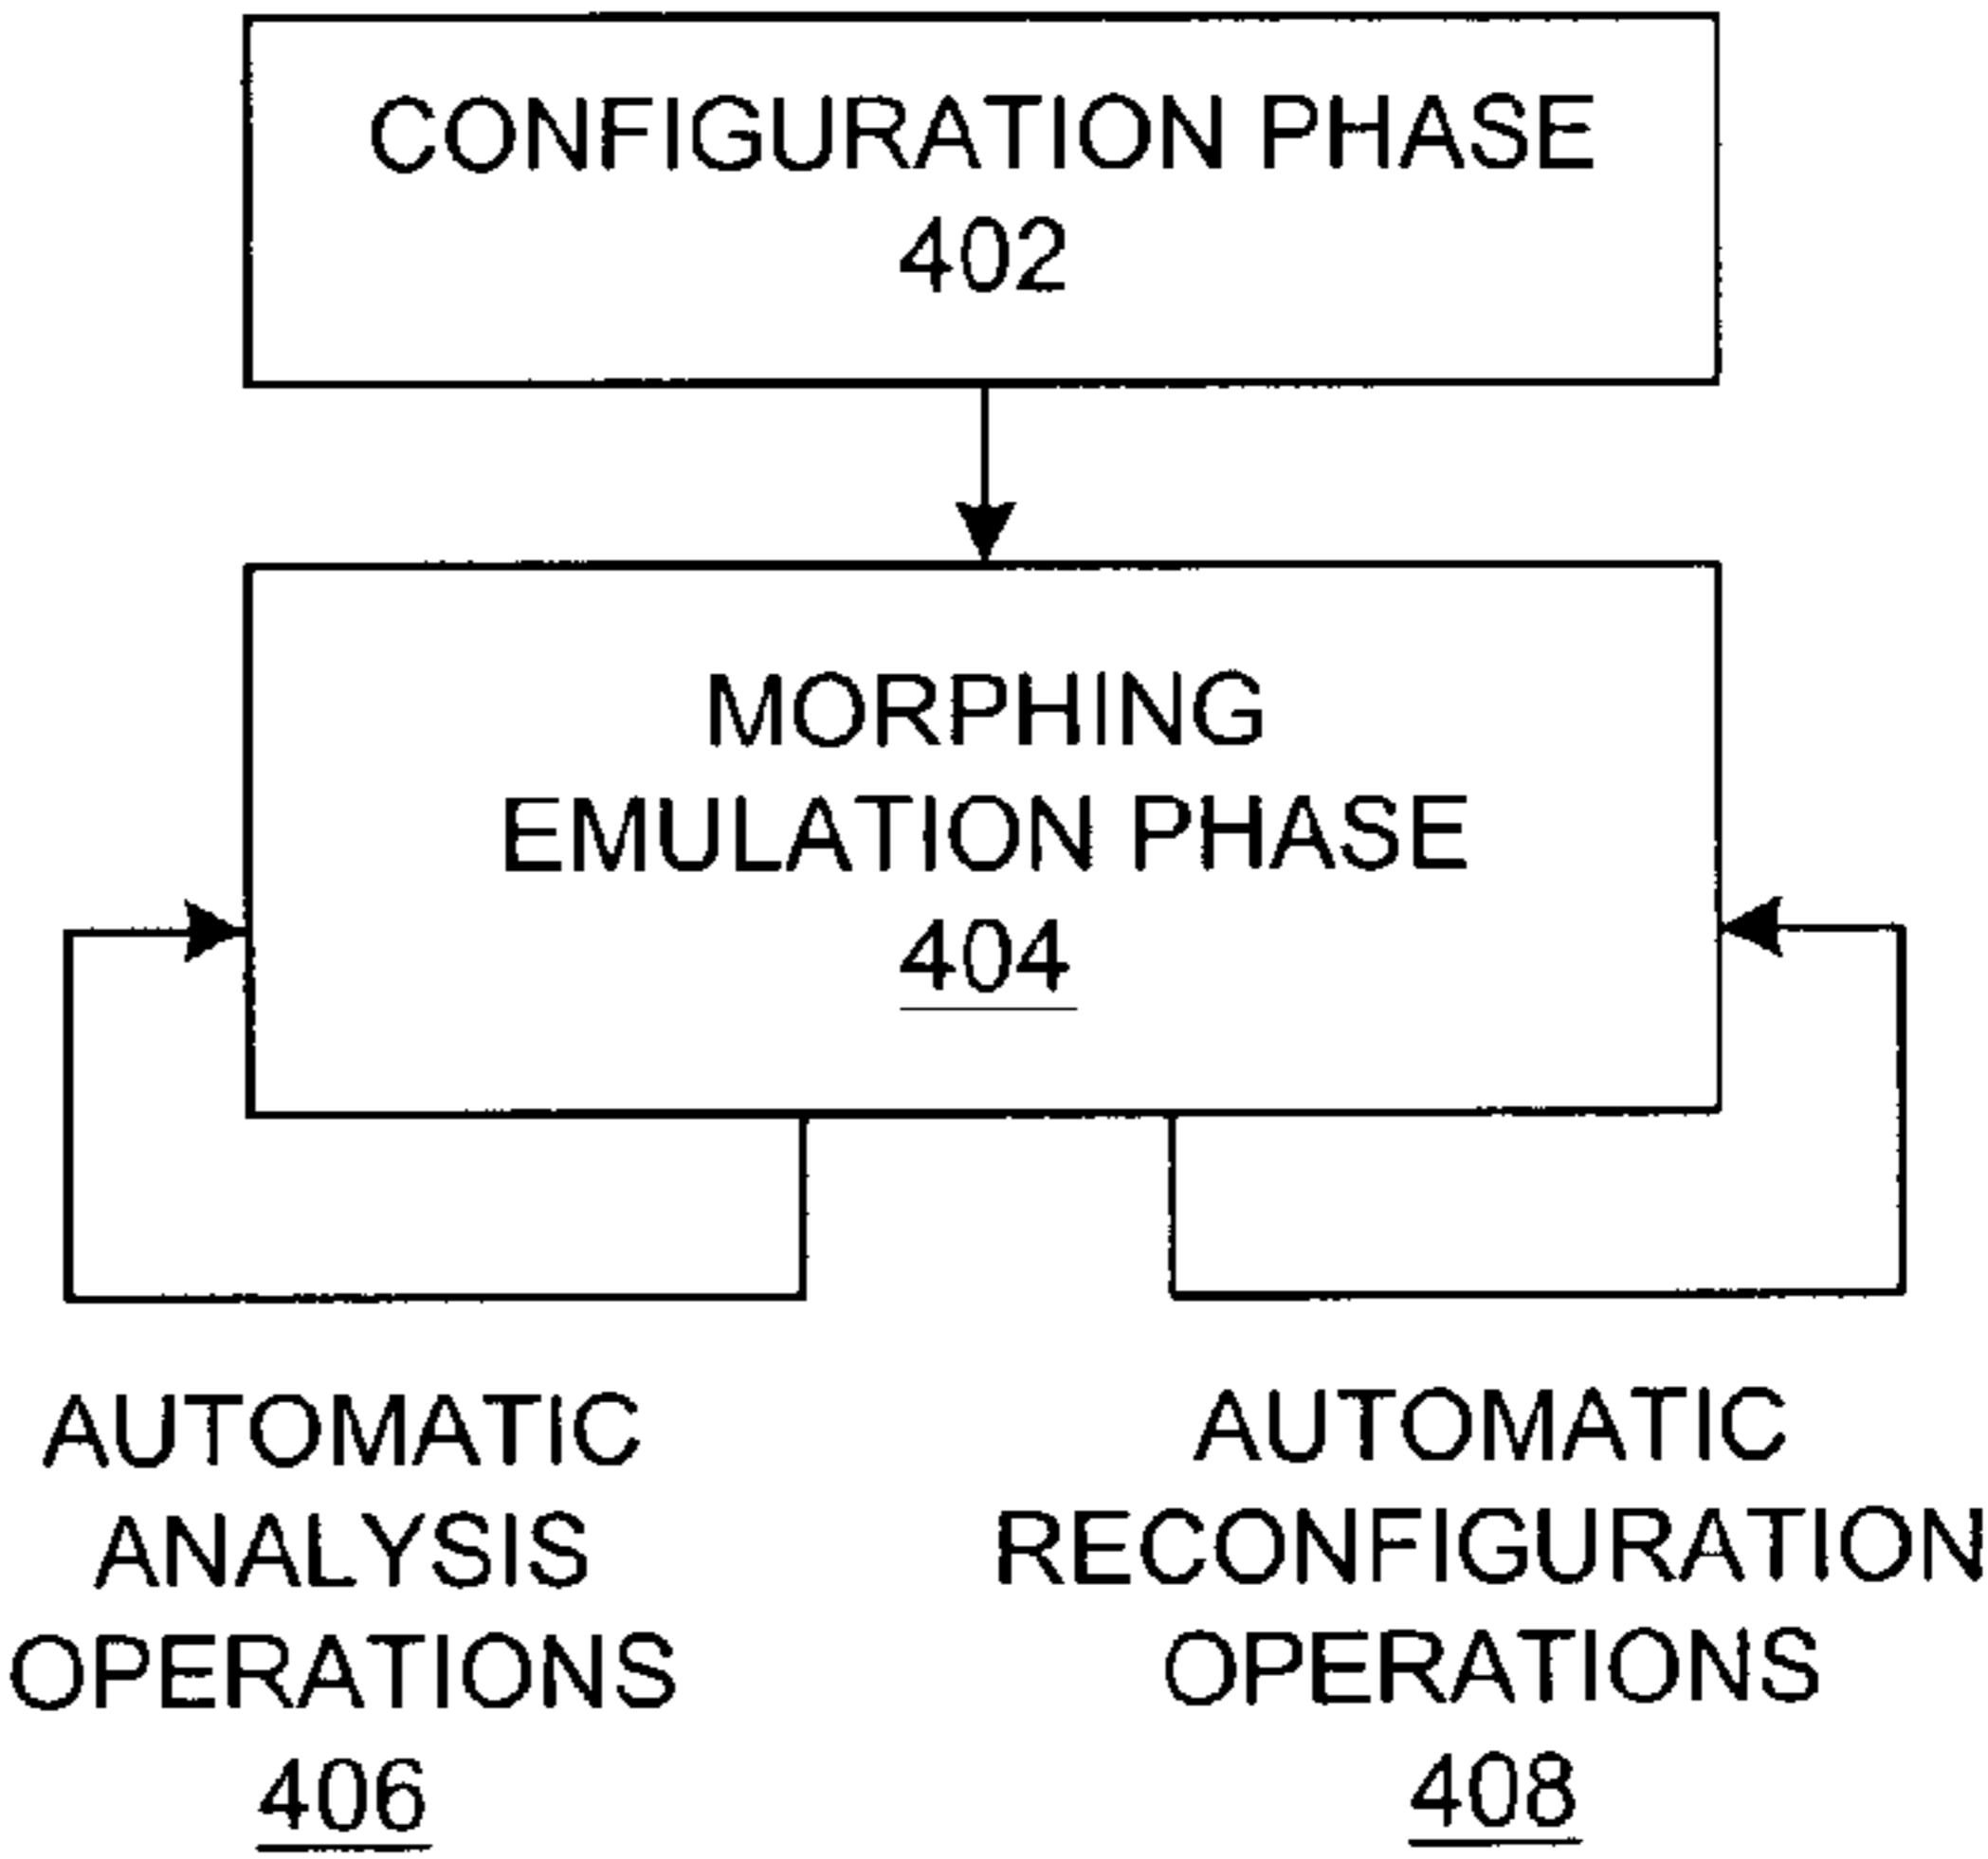 CONFIGURATION PHASE
402
MORPHING
EMULATION PHASE
404
AUTOMATIC
ANALYSIS
OPERATIONS
406
AUTOMATIC
RECONFIGURATION
OPERATIONS
408